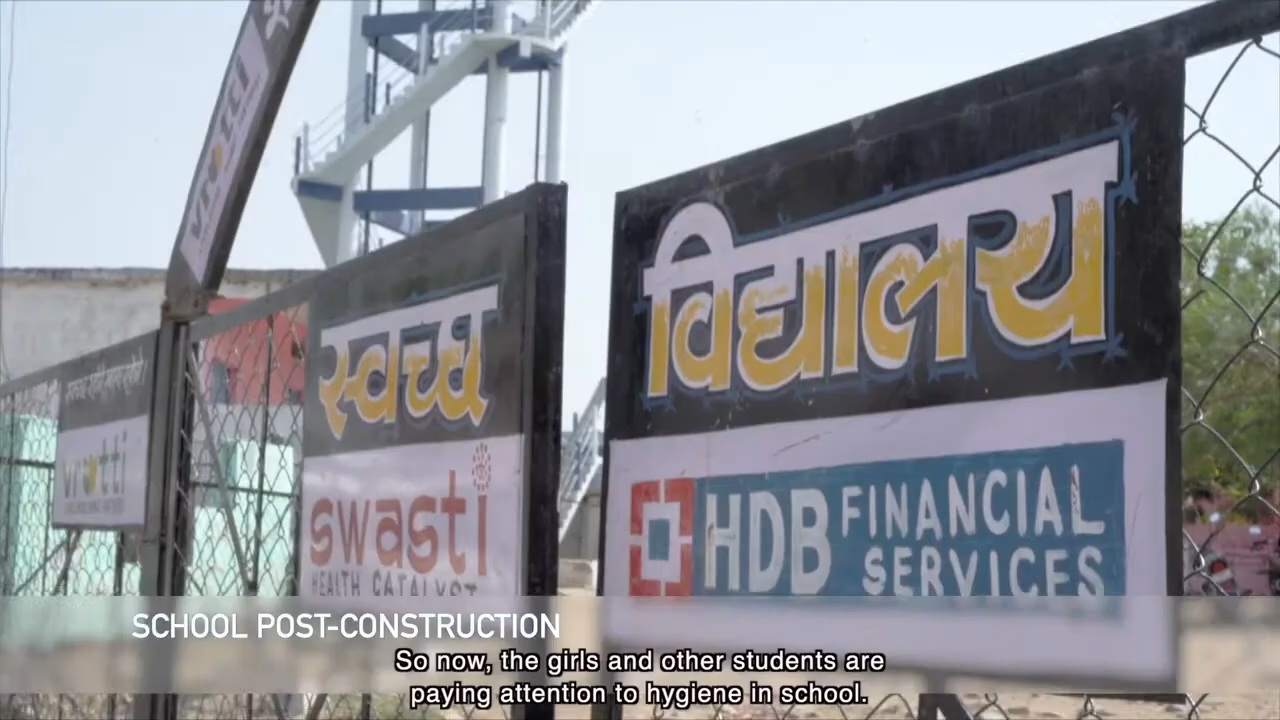 vrutti
स्वच्छ
swasti
HEALTH CATALYST
विद्यालय
HDB FINANCIAL
SERVICES
vrutti
SCHOOL POST-CONSTRUCTION
So now, the girls and other students are
paying attention to hygiene in school.